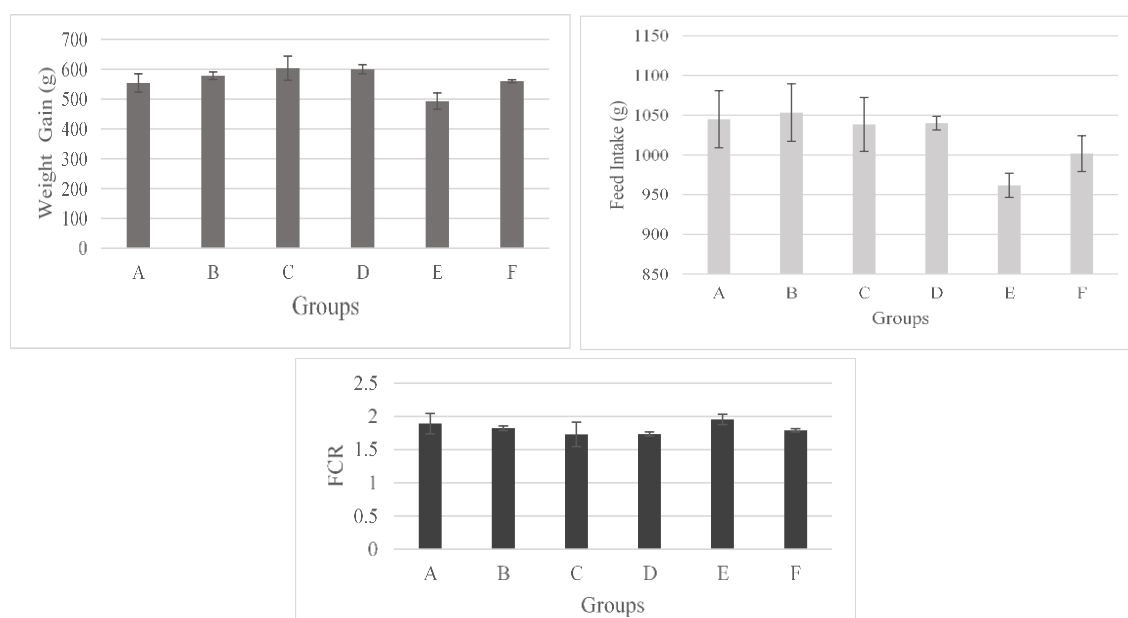 700
600
500
400
300
200
100
0
Weight Gain (g)
A B C D E F
Groups
1150
1100
1050
1000
950
900
850
Feed Intake (g)
A B C D E F
Groups
2.5
2
1.5
1
0.5
0
FCR
A B C D E F
Groups